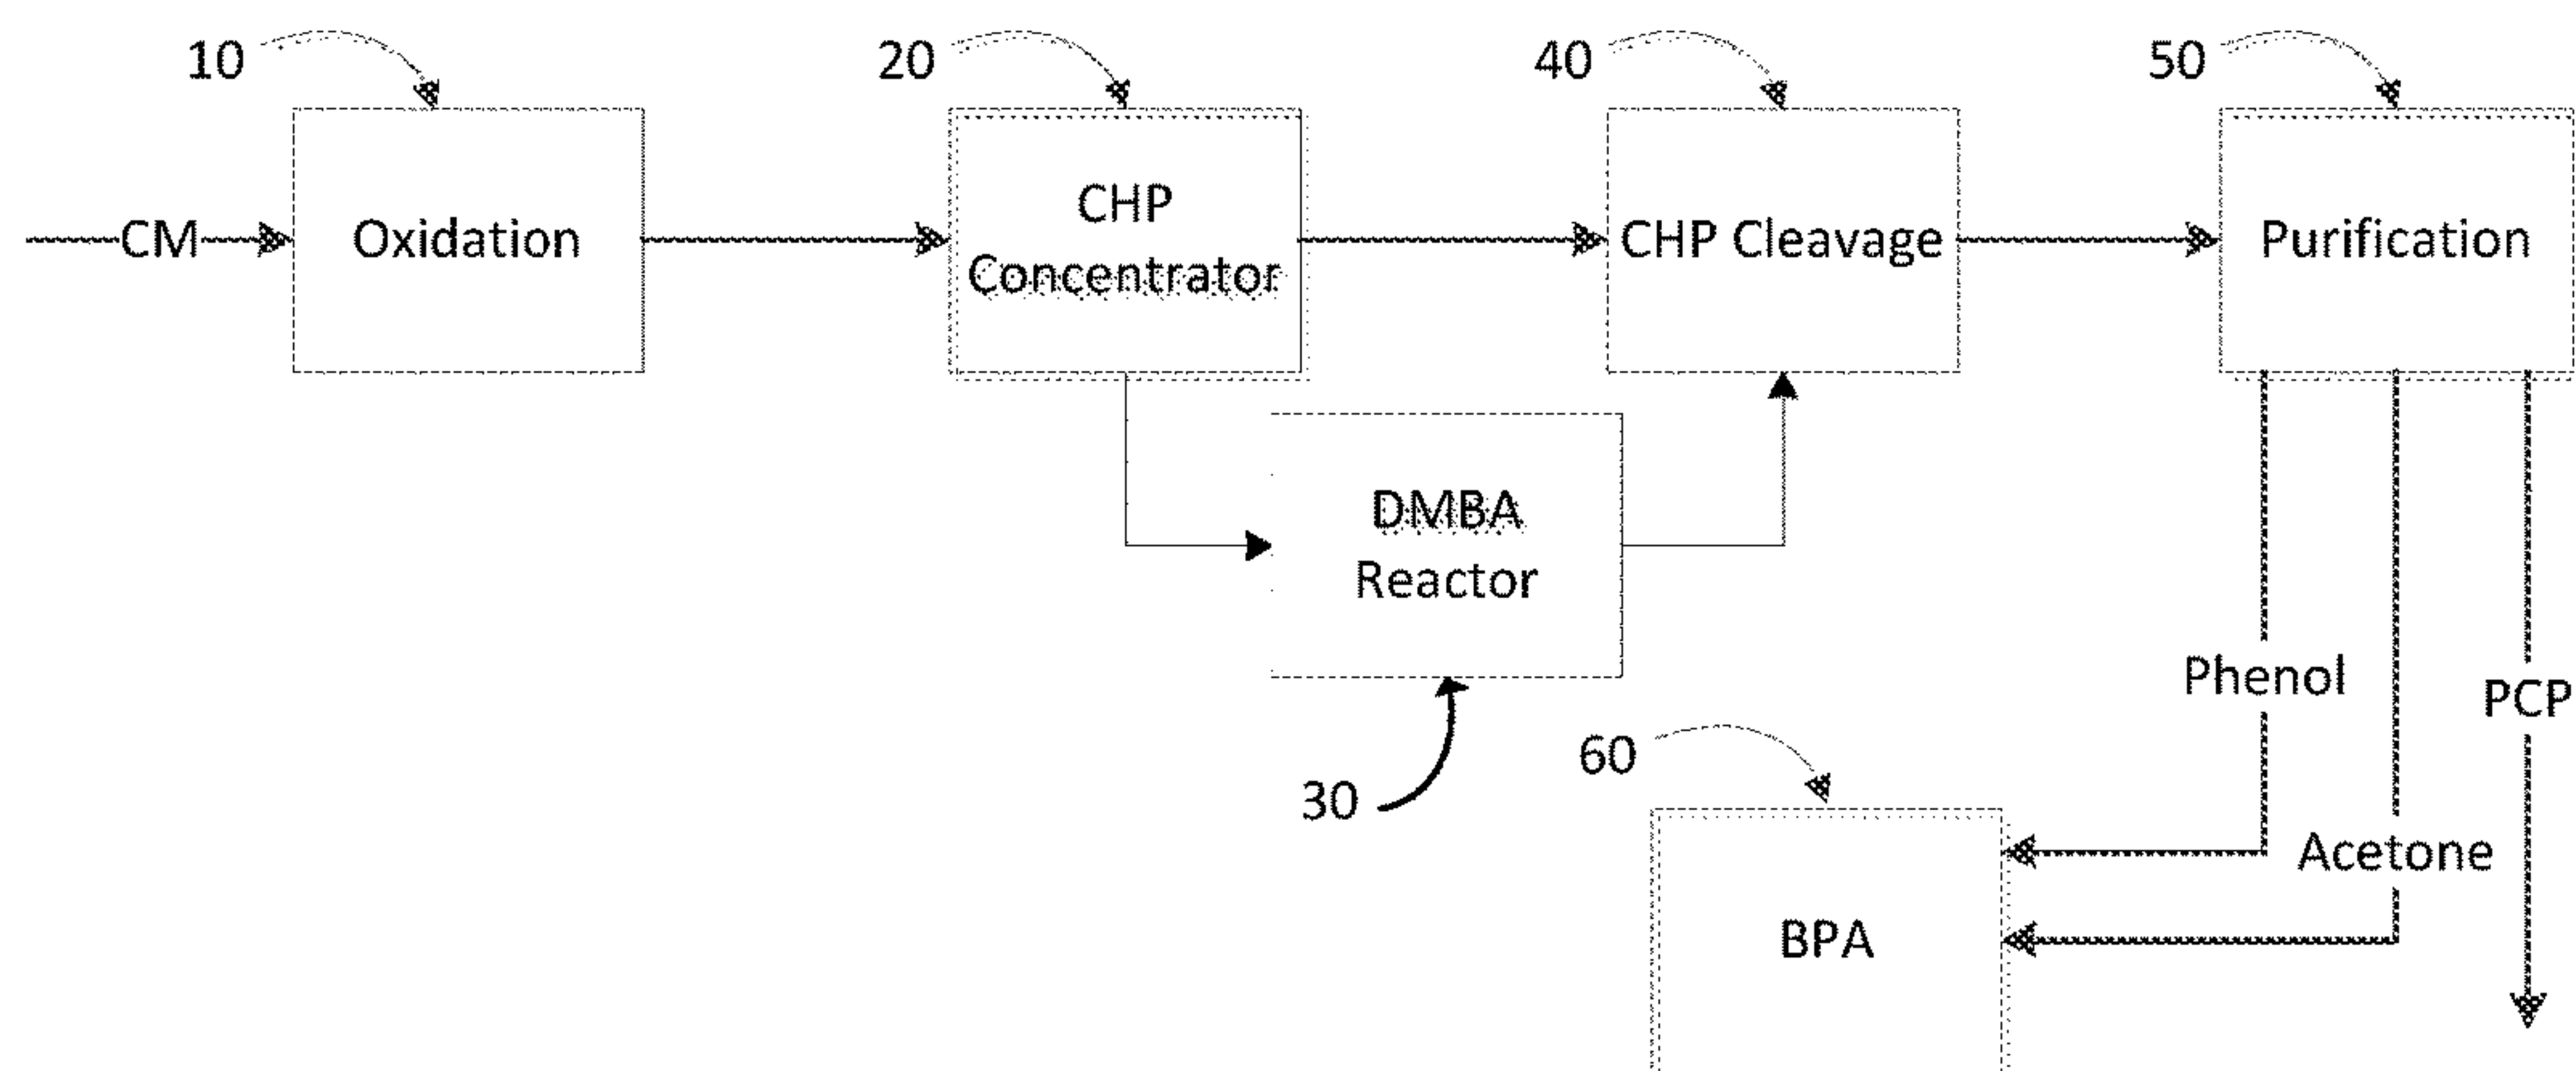 10
20
40
50
CM
Oxidation
CHP
Concentrator
CHP Cleavage
Purification
DMBA
Reactor
30
Phenol
PCP
60
Acetone
BPA